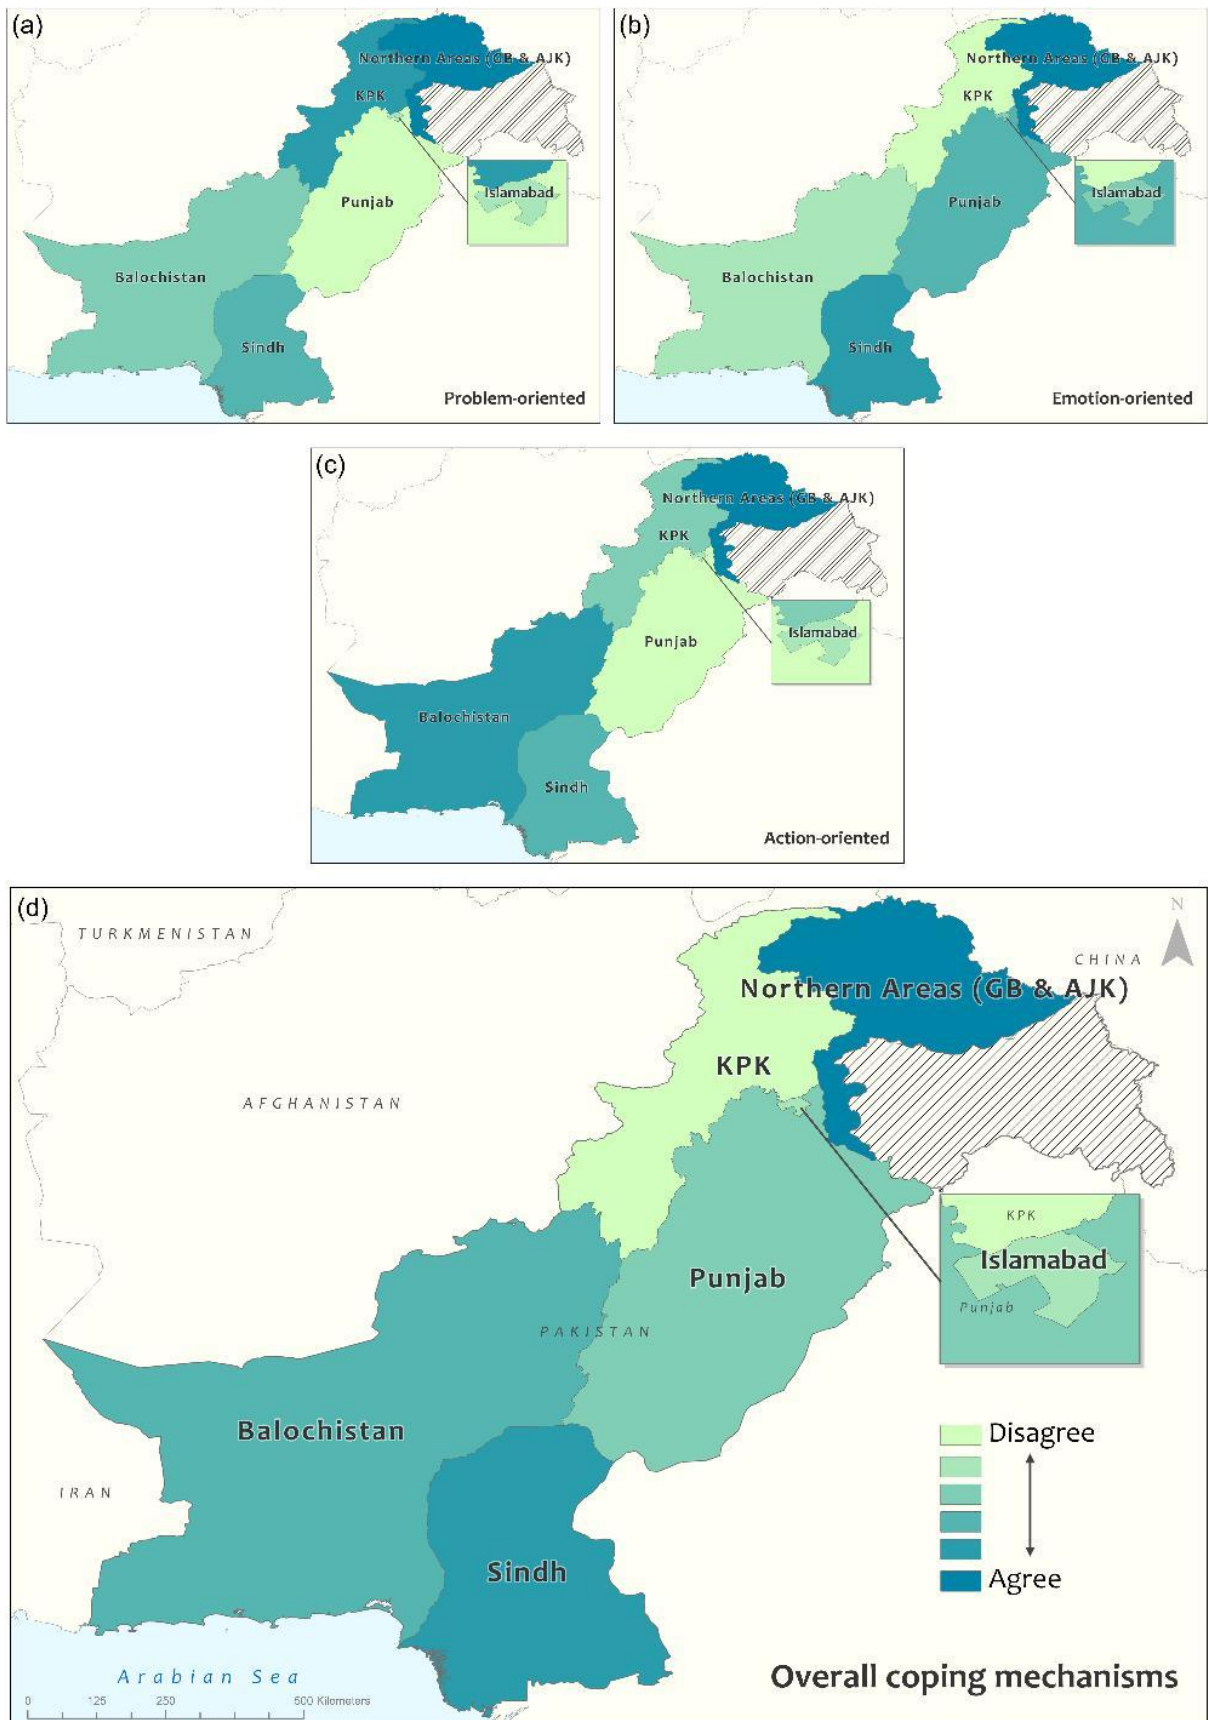 (a)
Northern Areas (GB & AJK)
KPK
Islamabad
Punjab
Balochistan
Sindh
Problem-oriented
(b)
Northern Areas (GB & AJK)
KPK
Islamabad
Punjab
Balochistan
Sindh
Emotion-oriented
(c)
Northern Areas (GB & AJK)
KPK
Islamabad
Punjab
Balochistan
Sindh
Action-oriented
(d)
N
TURKMENISTAN
CHINA
Northern Areas (GB & AJK)
KPK
AFGHANISTAN
KPK
Islamabad
Punjab
Punjab
PAKISTAN
Balochistan
Disagree
IRAN
Sindh
Agree
Arabian Sea
Overall coping mechanisms
0 125 250 500 Kilometers